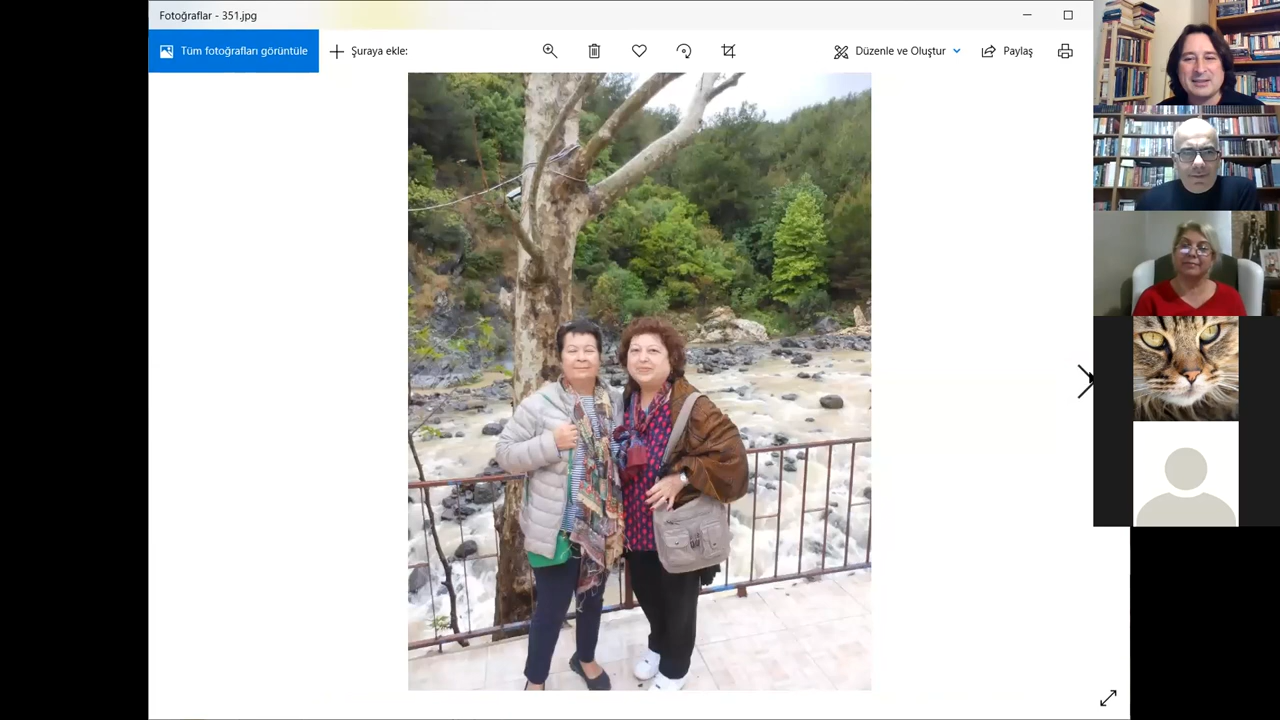 Fotoğraflar - 351.jpg
Tüm fotoğrafları görüntüle
Şuraya ekle:
Düzenle ve Oluştur
Paylaş